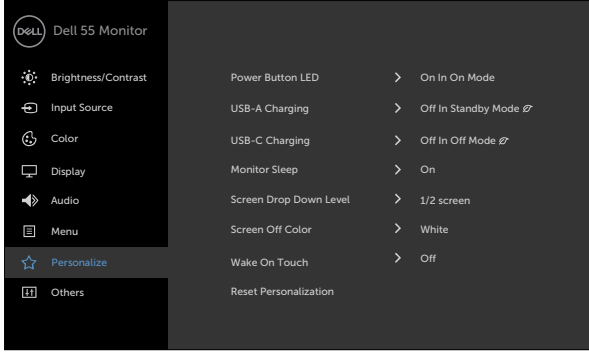 DELL Dell 55 Monitor
Brightness/Contrast
Input Source
Color
Display
Audio
Menu
Personalize
Others
Power Button LED > On In On Mode
USB-A Charging > Off In Standby Mode
USB-C Charging > Off In Off Mode
Monitor Sleep > On
Screen Drop Down Level > 1/2 screen
Screen Off Color > White
Wake On Touch > Off
Reset Personalization